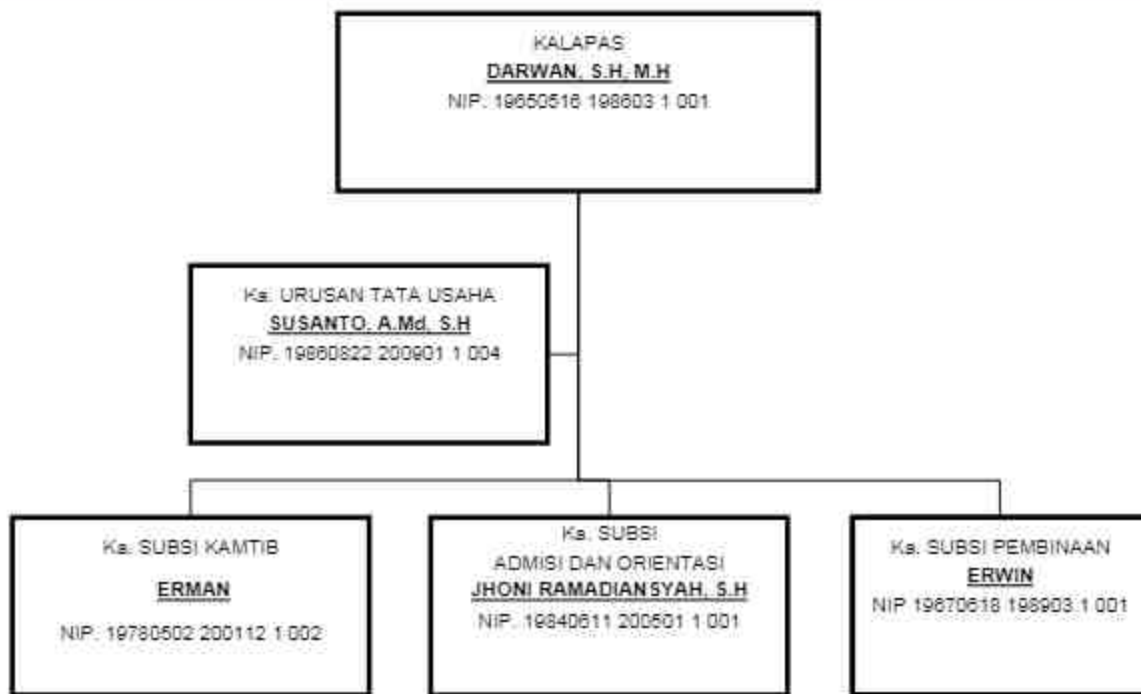 KALAPAS
DARWAN, S.H, M.H
NIP. 19650516 198603 1 001
Ka. URUSAN TATA USAHA
SUSANTO, A.Md, S.H
NIP. 19860822 200901 1 004
Ka. SUBSI KAMTIB
ERMAN
NIP. 19780502 200112 1 002
Ka. SUBSI
ADMISI DAN ORIENTASI
JHONI RAMADIANSYAH, S.H
NIP. 19840611 200501 1 001
Ka. SUBSI PEMBINAAN
ERWIN
NIP 19670618 198903 1 001